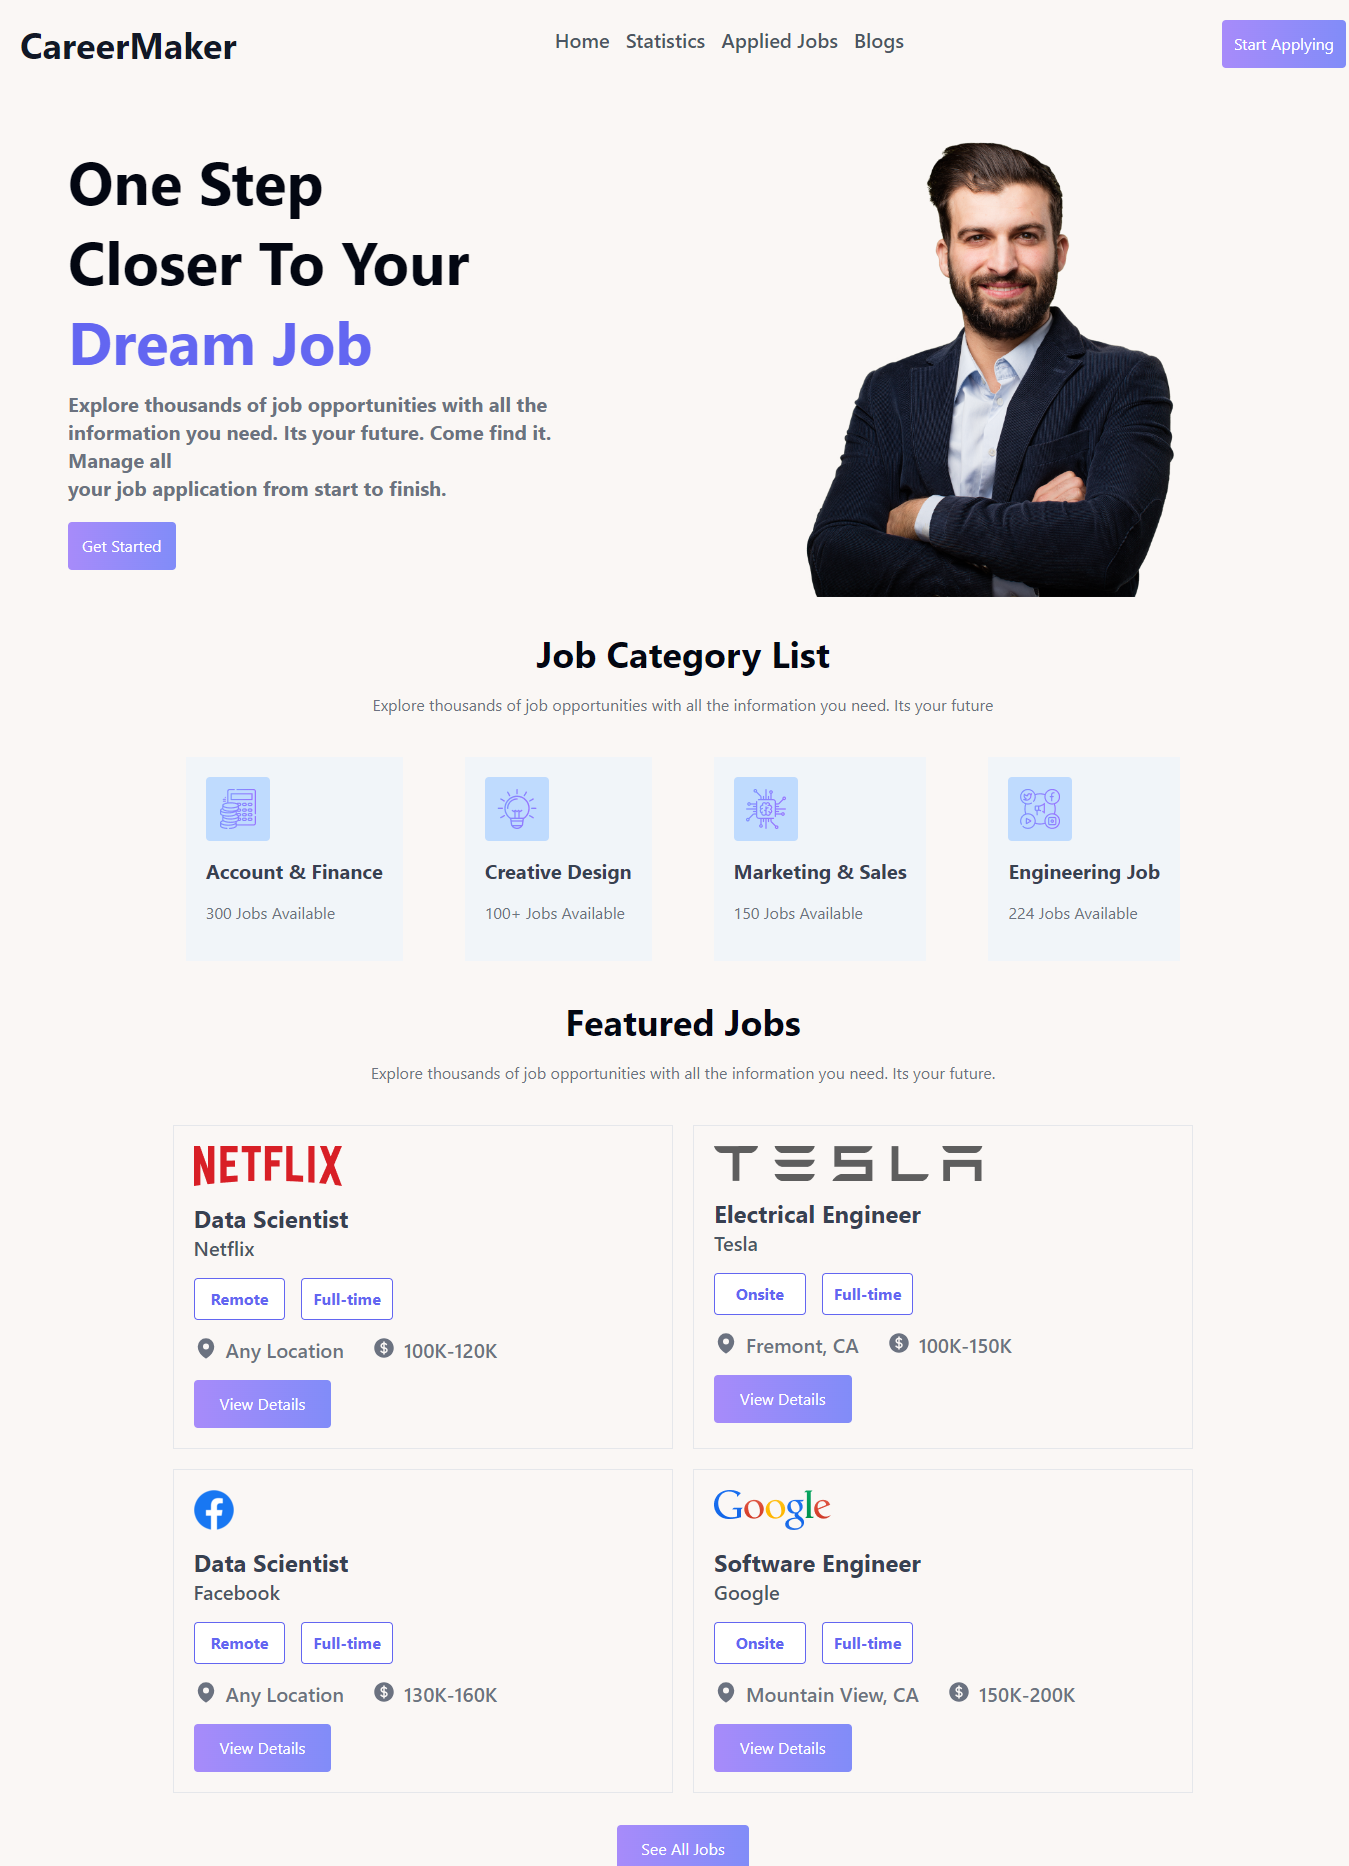 CareerMaker
Home Statistics Applied Jobs Blogs
Start Applying
One Step
Closer To Your
Dream Job
Explore thousands of job opportunities with all the
information you need. Its your future. Come find it.
Manage all
your job application from start to finish.
Get Started
Job Category List
Explore thousands of job opportunities with all the information you need. Its your future
Account & Finance
300 Jobs Available
Creative Design
100+ Jobs Available
Marketing & Sales
150 Jobs Available
Engineering Job
224 Jobs Available
Featured Jobs
Explore thousands of job opportunities with all the information you need. Its your future.
NETFLIX
Data Scientist
Netflix
Remote Full-time
Any Location $ 100K-120K
View Details
TESLA
Electrical Engineer
Tesla
Onsite Full-time
Fremont, CA $ 100K-150K
View Details
Data Scientist
Facebook
Remote Full-time
Any Location $ 130K-160K
View Details
Google
Software Engineer
Google
Onsite Full-time
Mountain View, CA $ 150K-200K
View Details
See All Jobs